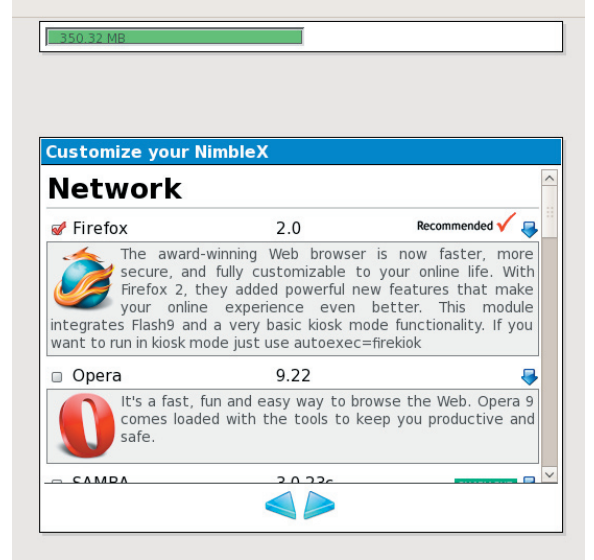 350.32 MB
Customize your NimbleX
Network
Firefox 2.0 Recommended
The award-winning Web browser is now faster, more
secure, and fully customizable to your online life. With
Firefox 2, they added powerful new features that make
your online experience even better. This module
integrates Flash9 and a very basic kiosk mode functionality. If you
want to run in kiosk mode just use autoexec=firekiok
Opera 9.22
It's a fast, fun and easy way to browse the Web. Opera 9
comes loaded with the tools to keep you productive and
safe.
SAMBA 3.0.23c